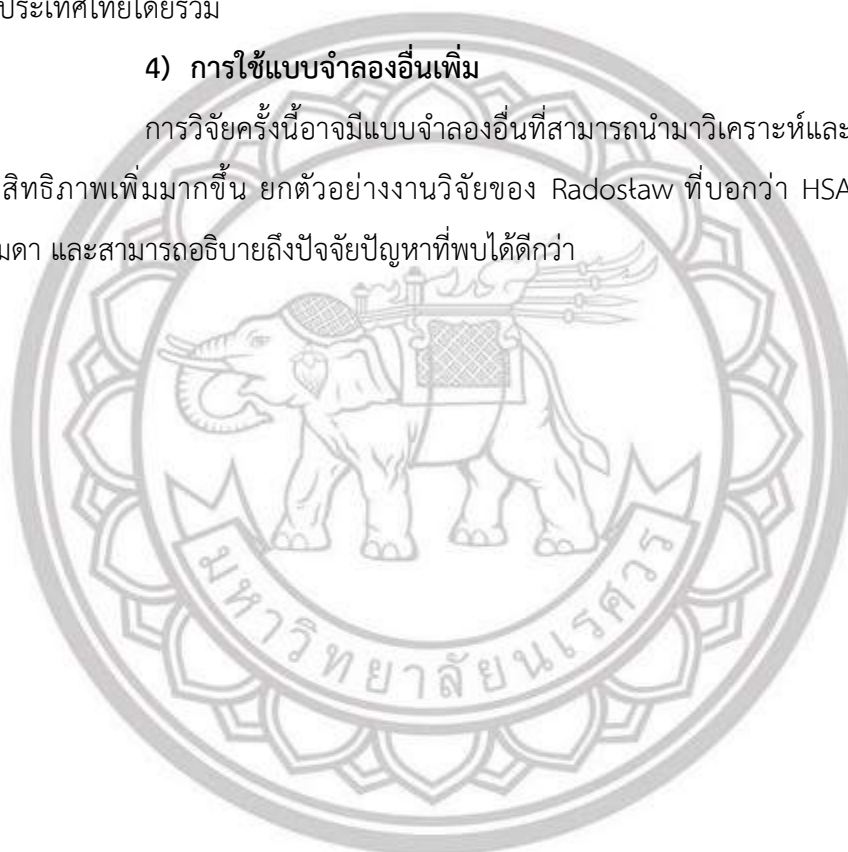 ประเทศไทยโดยรวม
4) การใช้แบบจำลองอื่นเพิ่ม
การวิจัยครั้งนี้อาจมีแบบจำลองอื่นที่สามารถนำมาวิเคราะห์และ
สิทธิภาพเพิ่มมากขึ้น ยกตัวอย่างงานวิจัยของ Radosław ที่บอกว่า HSA
มดา และสามารถอธิบายถึงปัจจัยปัญหาที่พบได้ดีกว่า
มหาวิทยาลัยนเรศวร